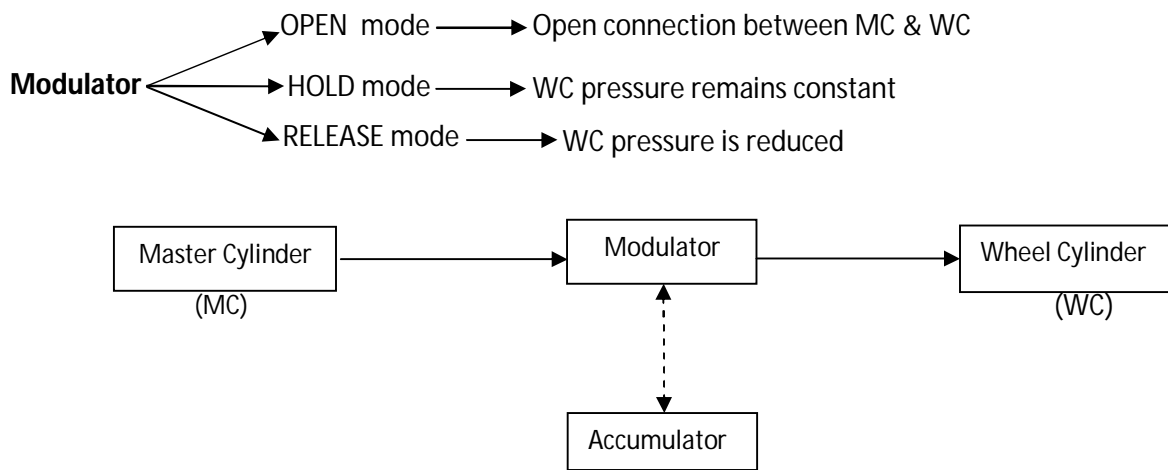 OPEN mode Open connection between MC & WC
Modulator HOLD mode WC pressure remains constant
RELEASE mode WC pressure is reduced
Master Cylinder Modulator Wheel Cylinder
(MC) (WC)
Accumulator